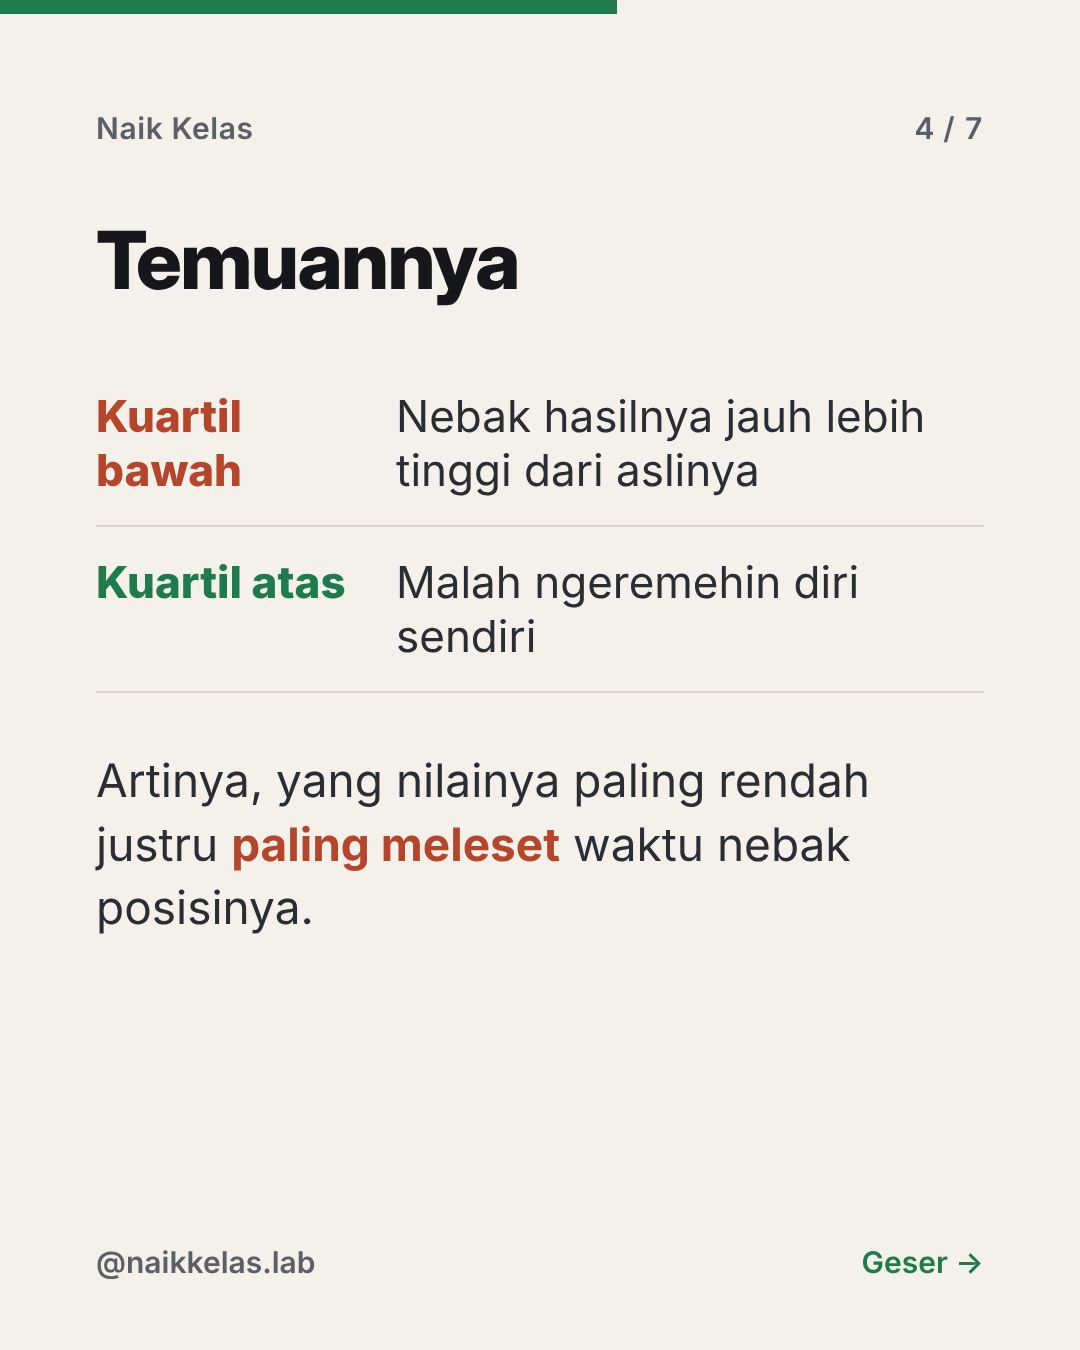 Naik Kelas
4 / 7
Temuannya
Kuartil
bawah
Nebak hasilnya jauh lebih
tinggi dari aslinya
Kuartil atas
Malah ngeremehin diri
sendiri
Artinya, yang nilainya paling rendah
justru paling meleset waktu nebak
posisinya.
@naikkelas.lab
Geser →